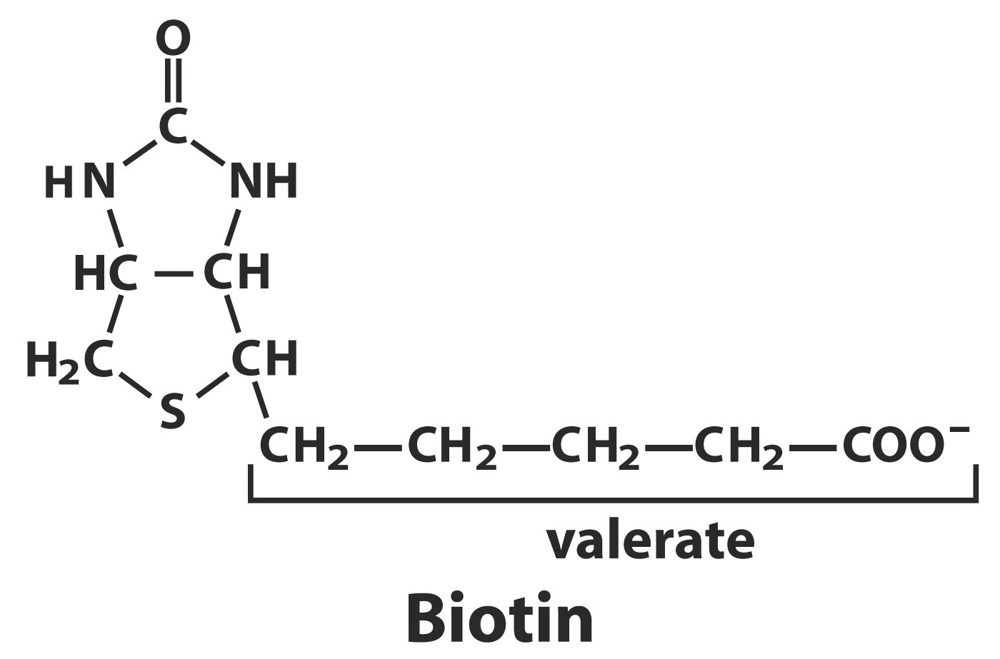 O
C
HN NH
HC CH
H₂C CH
S
CH₂ CH₂ CH₂ CH₂ COO⁻
valerate
Biotin